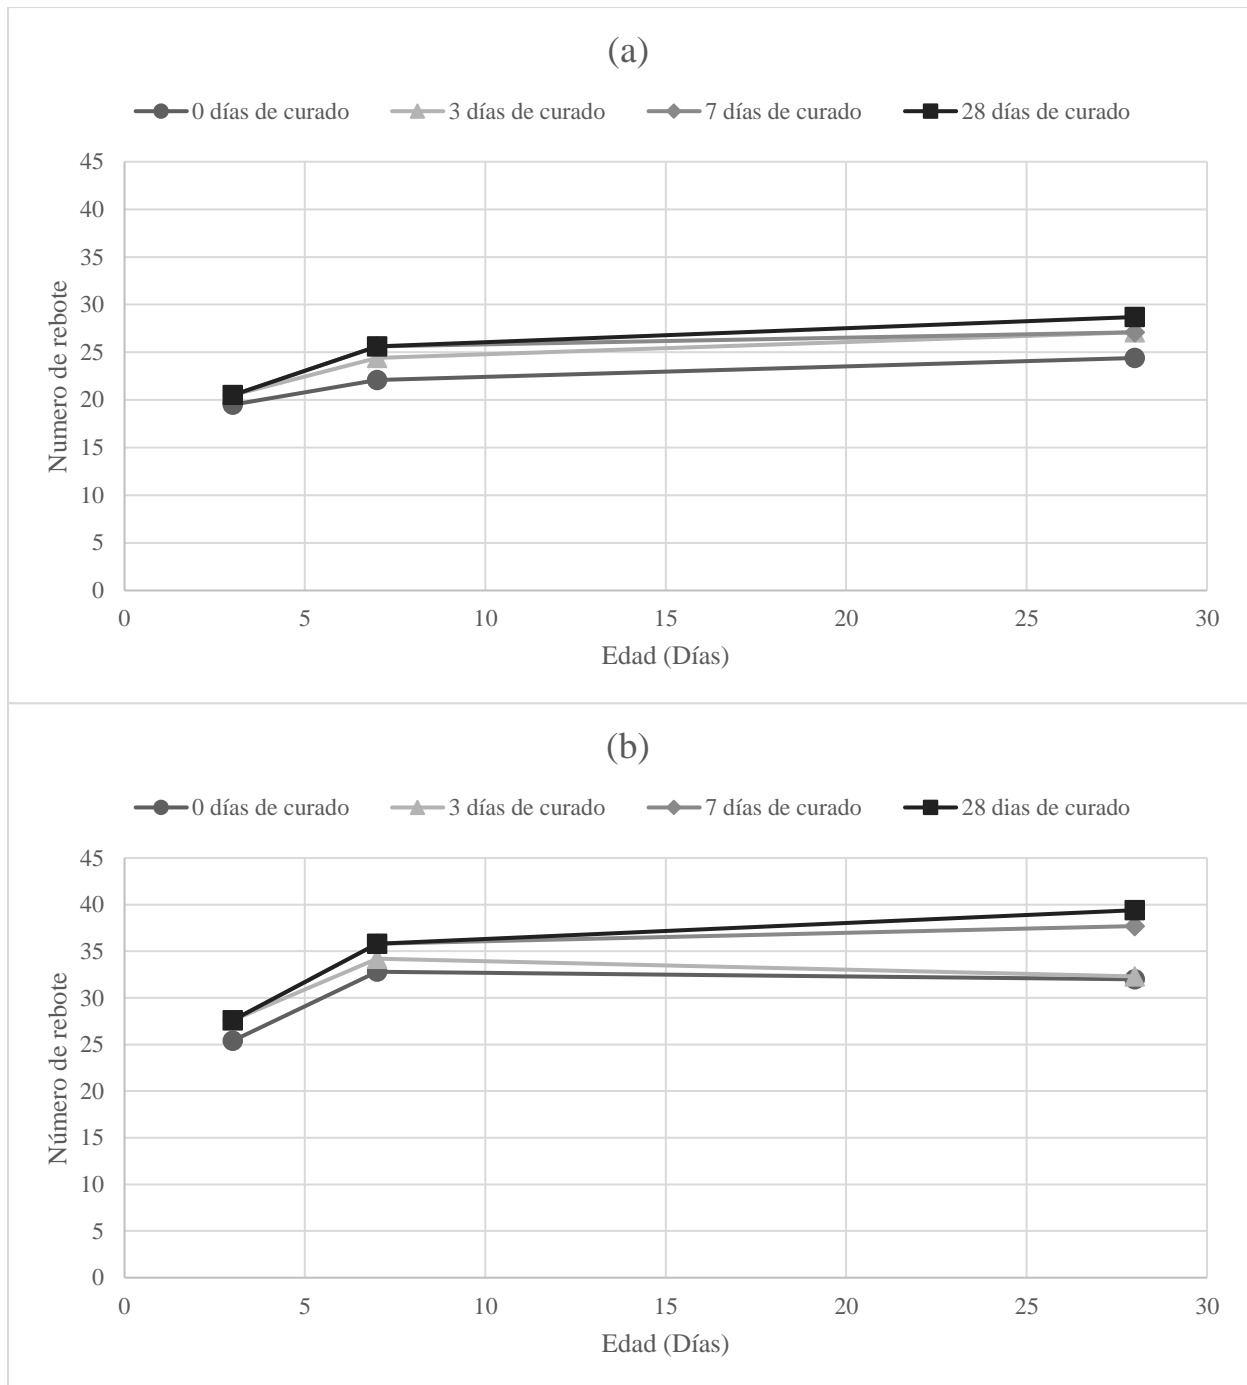 (a)
0 días de curado 3 días de curado 7 días de curado 28 días de curado
45
40
35
30
25
20
15
10
5
0
Numero de rebote
0 5 10 15 20 25 30
Edad (Días)
(b)
0 días de curado 3 días de curado 7 días de curado 28 dias de curado
45
40
35
30
25
20
15
10
5
0
Número de rebote
0 5 10 15 20 25 30
Edad (Días)